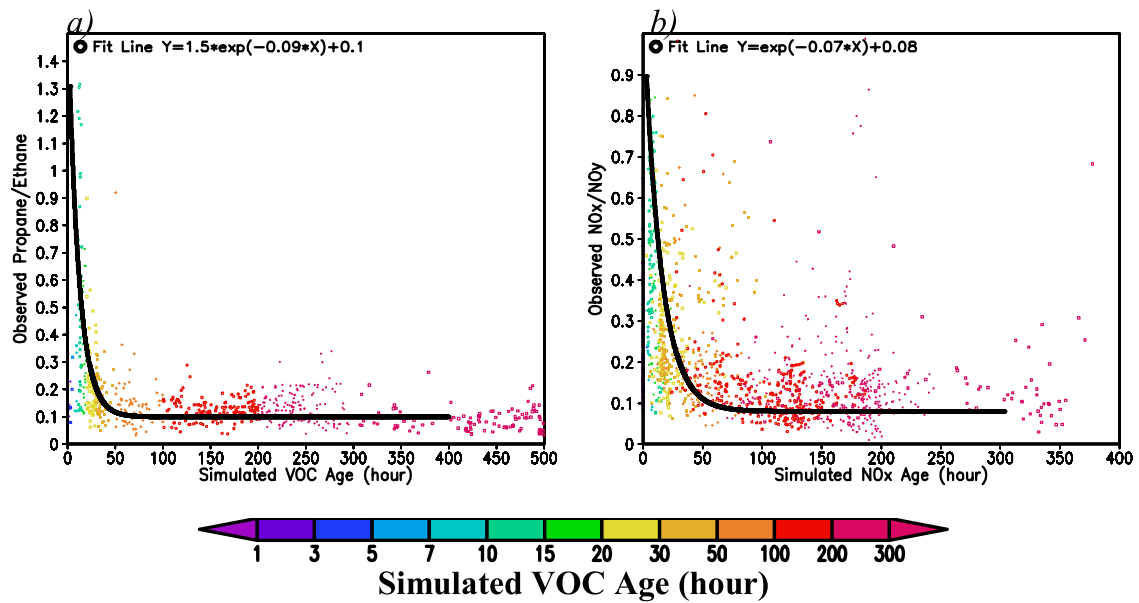 a)
Fit Line Y=1.5*exp(-0.09*X)+0.1
Observed Propane/Ethane
1.4
1.3
1.2
1.1
1
0.9
0.8
0.7
0.6
0.5
0.4
0.3
0.2
0.1
0
0 50 100 150 200 250 300 350 400 450 500
Simulated VOC Age (hour)
b)
Fit Line Y=exp(-0.07*X)+0.08
Observed NOx/NOy
0.9
0.8
0.7
0.6
0.5
0.4
0.3
0.2
0.1
0
0 50 100 150 200 250 300 350 400
Simulated NOx Age (hour)
1 3 5 7 10 15 20 30 50 100 200 300
Simulated VOC Age (hour)